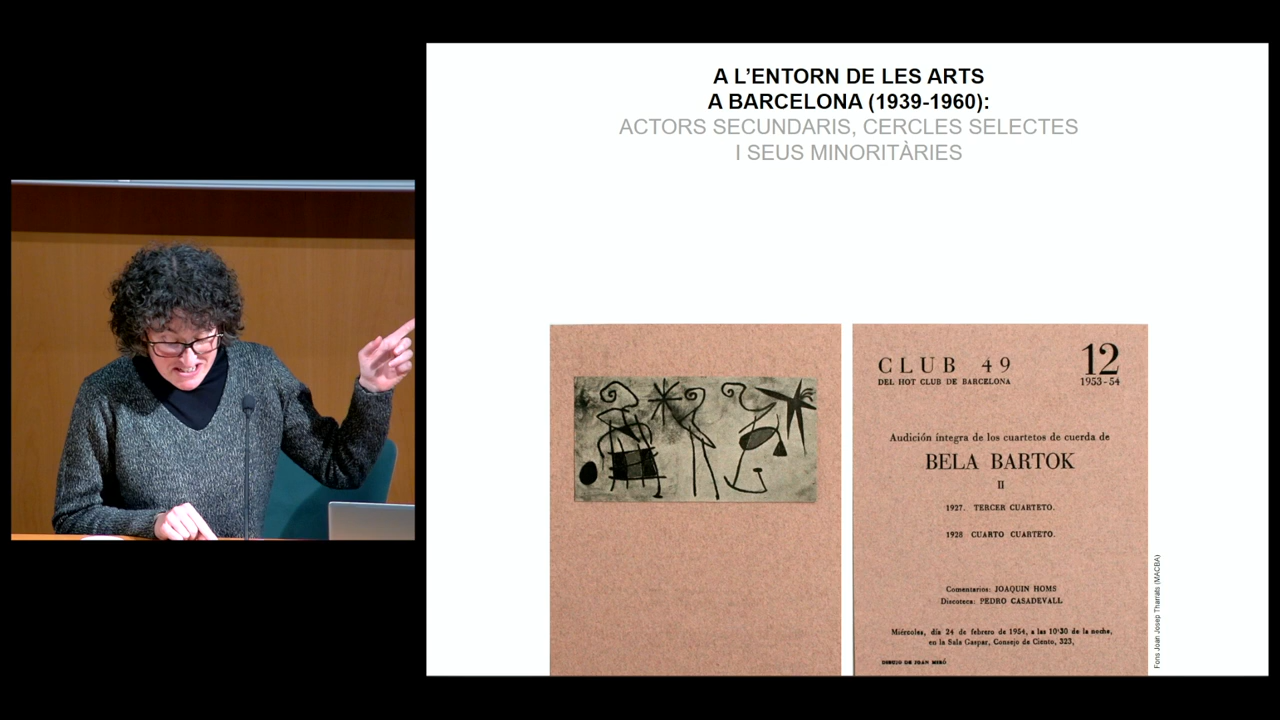 A L'ENTORN DE LES ARTS
A BARCELONA (1939-1960):
ACTORS SECUNDARIS, CERCLES SELECTES
I SEUS MINORITÀRIES
CLUB 49
DEL HOT CLUB DE BARCELONA
12
1953-54
Audición íntegra de los cuartetos de cuerda de
BELA BARTOK
II
1927. TERCER CUARTETO.
1928 CUARTO CUARTETO.
Comentarios: JOAQUIN HOMS
Discoteca: PEDRO CASADEVALL
Miércoles, día 24 de febrero de 1954, a las 10'30 de la noche,
en la Sala Gaspar, Consejo de Ciento, 323,
DIBUJO DE JOAN MIRÓ
Fons Joan Josep Tharrats (MACBA)